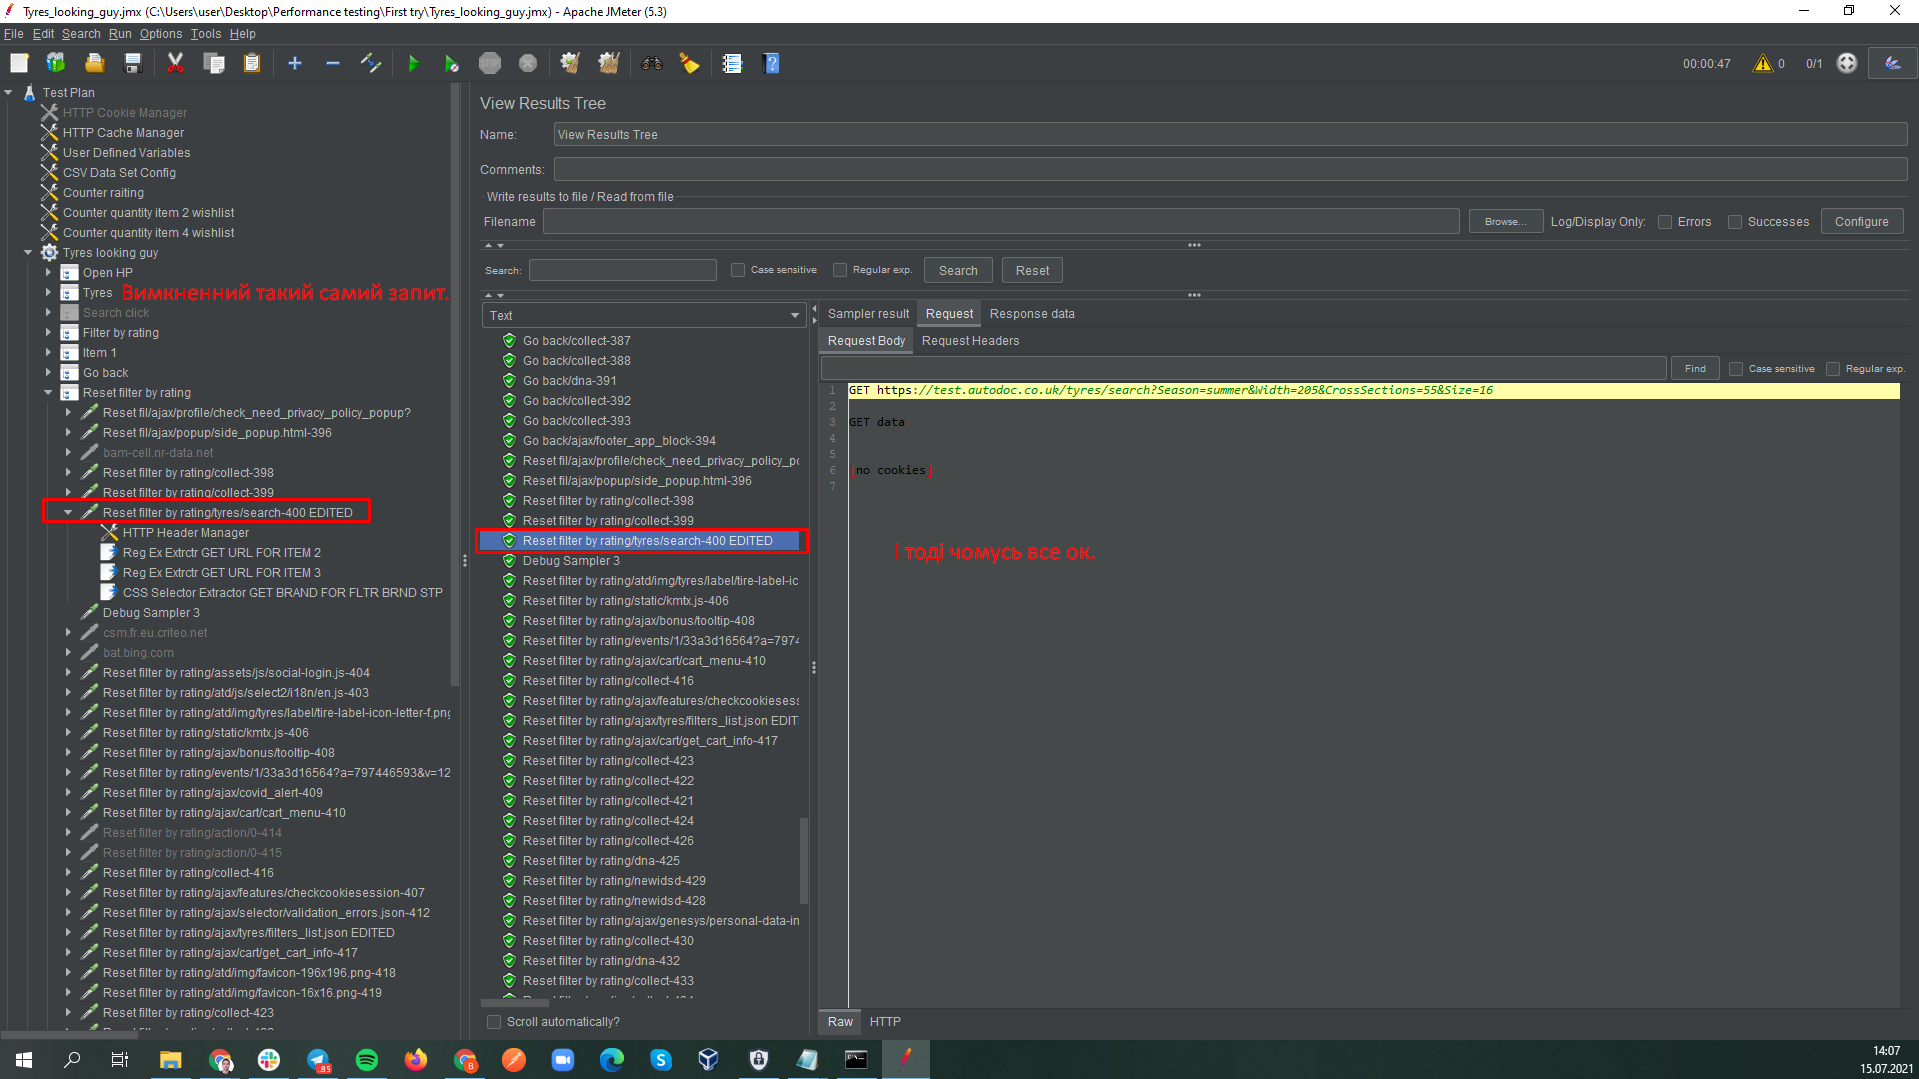 Tyres_looking_guy.jmx (C:\Users\user\Desktop\Performance testing\First try\Tyres_looking_guy.jmx) - Apache JMeter (5.3)
File Edit Search Run Options Tools Help
00:00:47 0 0/1
Test Plan
HTTP Cookie Manager
HTTP Cache Manager
User Defined Variables
CSV Data Set Config
Counter raiting
Counter quantity item 2 wishlist
Counter quantity item 4 wishlist
Tyres looking guy
Open HP
Tyres
Вимкненний такий самий запит.
Search click
Filter by rating
Item 1
Go back
Reset filter by rating
Reset fil/ajax/profile/check_need_privacy_policy_popup?
Reset fil/ajax/popup/side_popup.html-396
bam-cell.nr-data.net
Reset filter by rating/collect-398
Reset filter by rating/collect-399
Reset filter by rating/tyres/search-400 EDITED
HTTP Header Manager
Reg Ex Extrctr GET URL FOR ITEM 2
Reg Ex Extrctr GET URL FOR ITEM 3
CSS Selector Extractor GET BRAND FOR FLTR BRND STP
Debug Sampler 3
csm.fr.eu.criteo.net
bat.bing.com
Reset filter by rating/assets/js/social-login.js-404
Reset filter by rating/atd/js/select2/i18n/en.js-403
Reset filter by rating/atd/img/tyres/label/tire-label-icon-letter-f.png
Reset filter by rating/static/kmtx.js-406
Reset filter by rating/ajax/bonus/tooltip-408
Reset filter by rating/events/1/33a3d16564?a=797446593&v=12
Reset filter by rating/ajax/covid_alert-409
Reset filter by rating/ajax/cart/cart_menu-410
Reset filter by rating/action/0-414
Reset filter by rating/action/0-415
Reset filter by rating/collect-416
Reset filter by rating/ajax/features/checkcookiesession-407
Reset filter by rating/ajax/selector/validation_errors.json-412
Reset filter by rating/ajax/tyres/filters_list.json EDITED
Reset filter by rating/ajax/cart/get_cart_info-417
Reset filter by rating/atd/img/favicon-196x196.png-418
Reset filter by rating/atd/img/favicon-16x16.png-419
Reset filter by rating/collect-423
View Results Tree
Name: View Results Tree
Comments:
Write results to file / Read from file
Filename Browse... Log/Display Only: Errors Successes Configure
Search: Case sensitive Regular exp. Search Reset
Text
Go back/collect-387
Go back/collect-388
Go back/dna-391
Go back/collect-392
Go back/collect-393
Go back/ajax/footer_app_block-394
Reset fil/ajax/profile/check_need_privacy_policy_po
Reset fil/ajax/popup/side_popup.html-396
Reset filter by rating/collect-398
Reset filter by rating/collect-399
Reset filter by rating/tyres/search-400 EDITED
Debug Sampler 3
Reset filter by rating/atd/img/tyres/label/tire-label-ic
Reset filter by rating/static/kmtx.js-406
Reset filter by rating/ajax/bonus/tooltip-408
Reset filter by rating/events/1/33a3d16564?a=7974
Reset filter by rating/ajax/cart/cart_menu-410
Reset filter by rating/collect-416
Reset filter by rating/ajax/features/checkcookiesess
Reset filter by rating/ajax/tyres/filters_list.json EDIT
Reset filter by rating/ajax/cart/get_cart_info-417
Reset filter by rating/collect-423
Reset filter by rating/collect-422
Reset filter by rating/collect-421
Reset filter by rating/collect-424
Reset filter by rating/collect-426
Reset filter by rating/dna-425
Reset filter by rating/newidsd-429
Reset filter by rating/newidsd-428
Reset filter by rating/ajax/genesys/personal-data-in
Reset filter by rating/collect-430
Reset filter by rating/dna-432
Reset filter by rating/collect-433
Scroll automatically?
Sampler result Request Response data
Request Body Request Headers
Find Case sensitive Regular exp.
1 GET https://test.autodoc.co.uk/tyres/search?Season=summer&Width=205&CrossSections=55&Size=16
2
3 GET data
4
5
6 [no cookies]
7
І тоді чомусь все ок.
Raw HTTP
85
B
14:07
15.07.2021